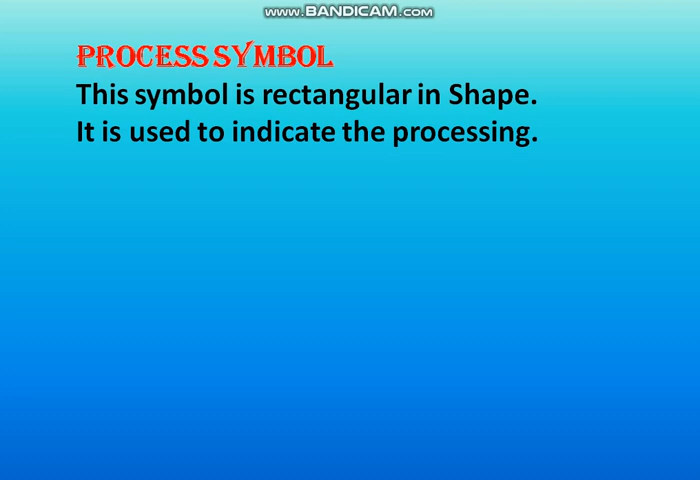 www.BANDICAM.com
PROCESS SYMBOL
This symbol is rectangular in Shape.
It is used to indicate the processing.